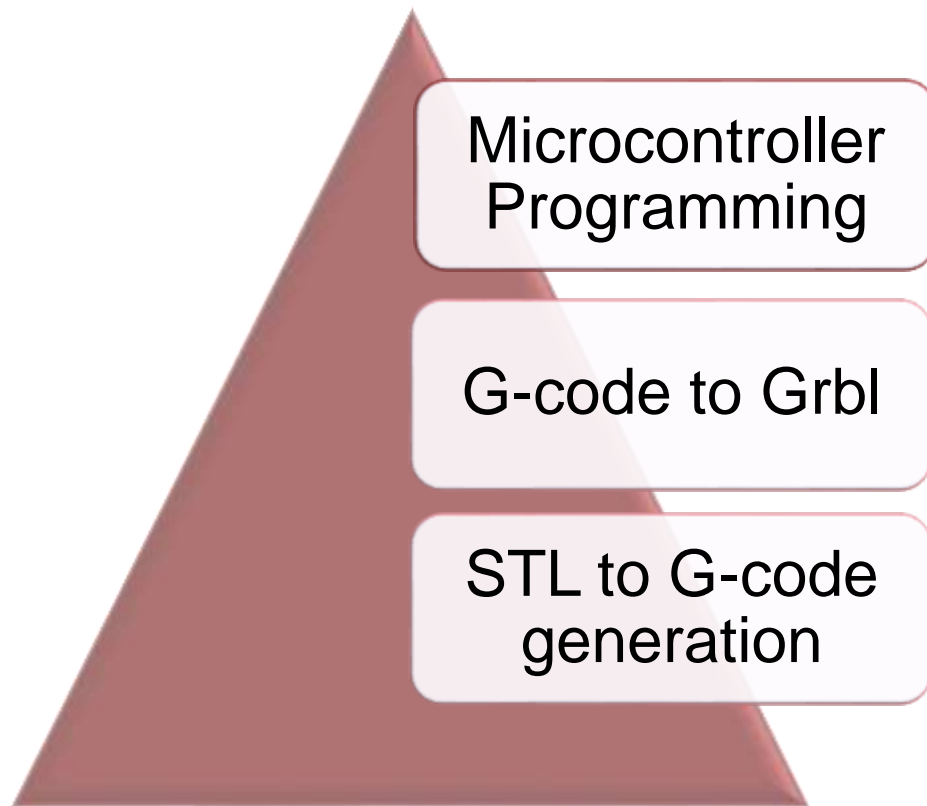 Microcontroller
Programming
G-code to Grbl
STL to G-code
generation